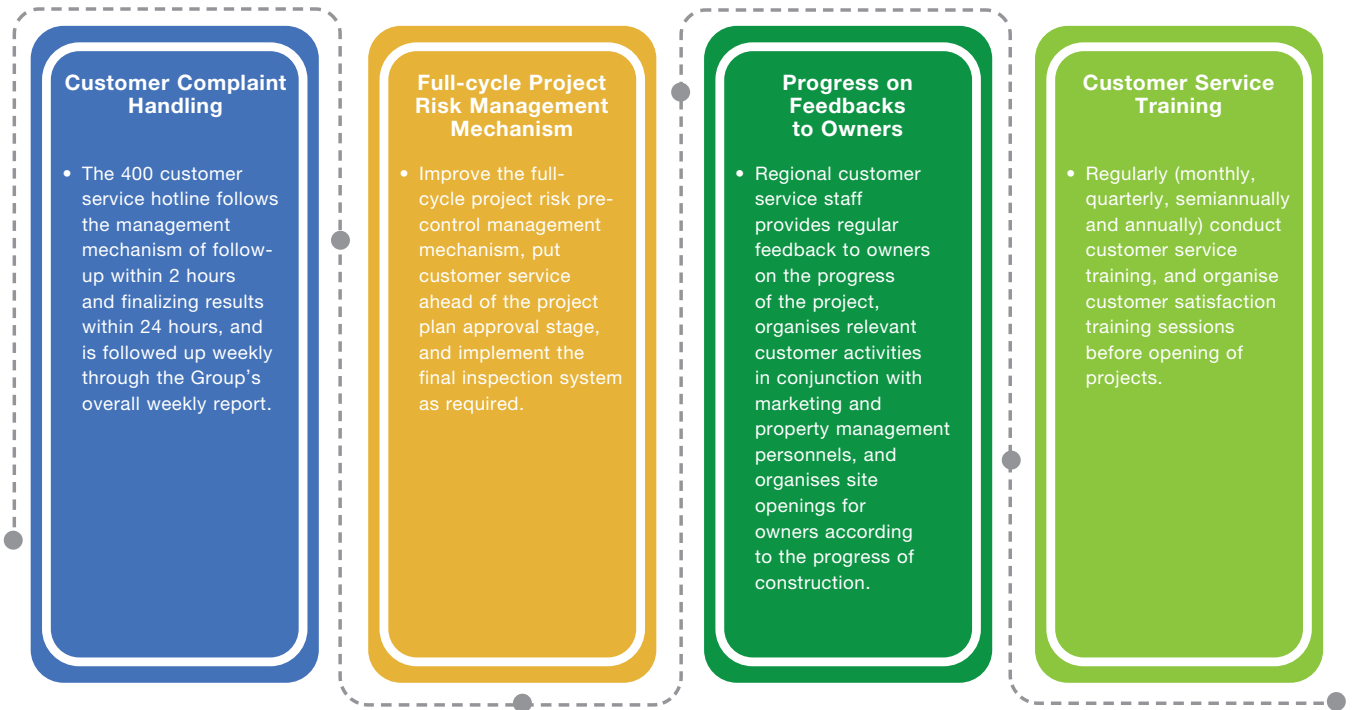 Customer Complaint
Handling
• The 400 customer
service hotline follows
the management
mechanism of follow-
up within 2 hours
and finalizing results
within 24 hours, and
is followed up weekly
through the Group's
overall weekly report.
Full-cycle Project
Risk Management
Mechanism
• Improve the full-
cycle project risk pre-
control management
mechanism, put
customer service
ahead of the project
plan approval stage,
and implement the
final inspection system
as required.
Progress on
Feedbacks
to Owners
• Regional customer
service staff
provides regular
feedback to owners
on the progress
of the project,
organises relevant
customer activities
in conjunction with
marketing and
property management
personnels, and
organises site
openings for
owners according
to the progress of
construction.
Customer Service
Training
• Regularly (monthly,
quarterly, semiannually
and annually) conduct
customer service
training, and organise
customer satisfaction
training sessions
before opening of
projects.